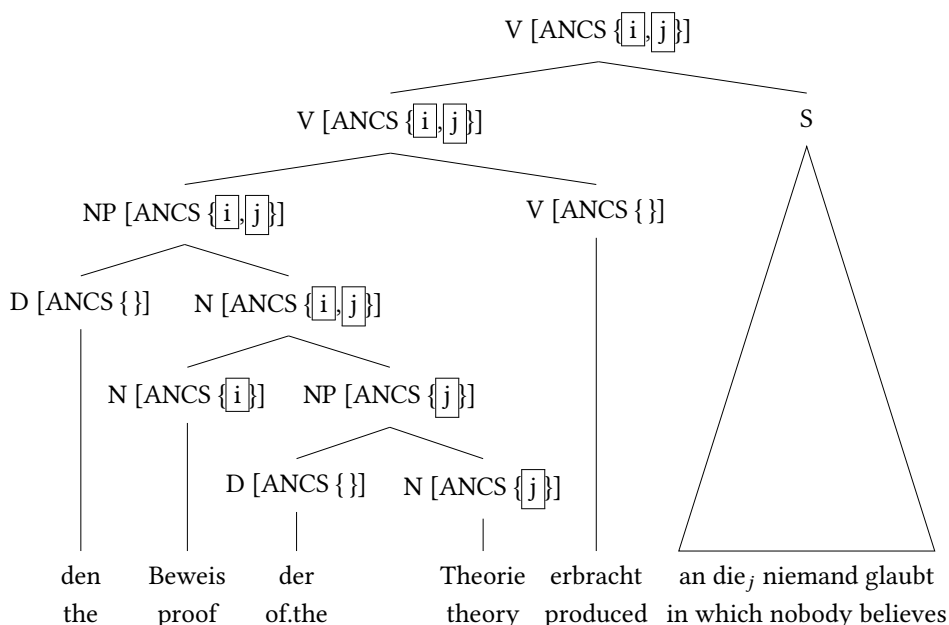 V [ANCS { i , j }]
V [ANCS { i , j }] S
NP [ANCS { i , j }] V [ANCS { }]
D [ANCS { }] N [ANCS { i , j }]
N [ANCS { i }] NP [ANCS { j }]
D [ANCS { }] N [ANCS { j }]
den Beweis der Theorie erbracht an die j niemand glaubt
the proof of.the theory produced in which nobody believes